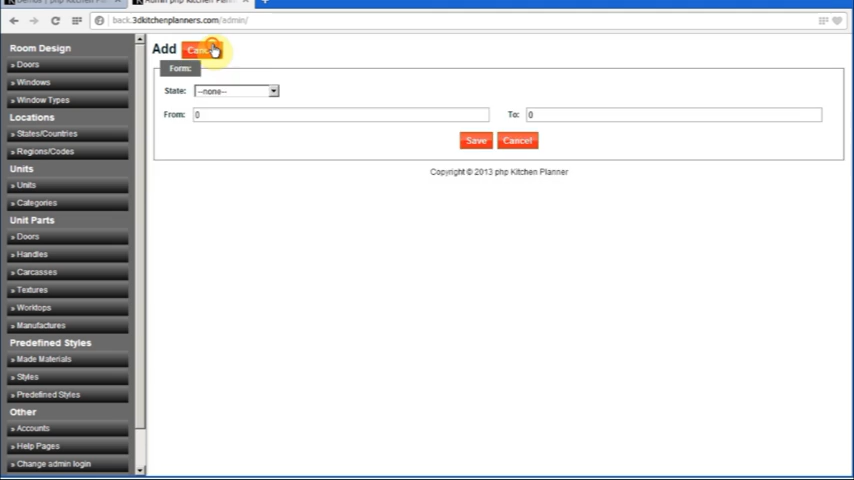 back.3dkitchenplanners.com/admin/
Room Design
» Doors
» Windows
» Window Types
Locations
» States/Countries
» Regions/Codes
Units
» Units
» Categories
Unit Parts
» Doors
» Handles
» Carcasses
» Textures
» Worktops
» Manufactures
Predefined Styles
» Made Materials
» Styles
» Predefined Styles
Other
» Accounts
» Help Pages
» Change admin login
Add
Form:
State: --none--
From: 0 To: 0
Save Cancel
Copyright © 2013 php Kitchen Planner